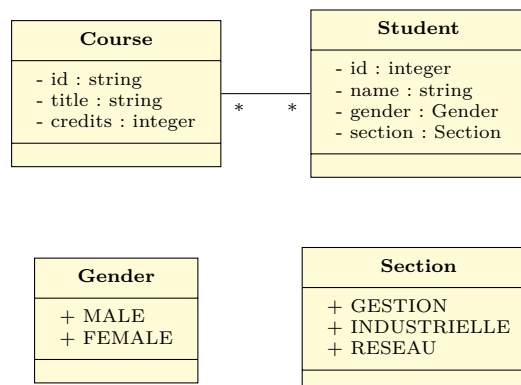 Course
- id : string
- title : string
- credits : integer
* *
Student
- id : integer
- name : string
- gender : Gender
- section : Section
Gender
+ MALE
+ FEMALE
Section
+ GESTION
+ INDUSTRIELLE
+ RESEAU